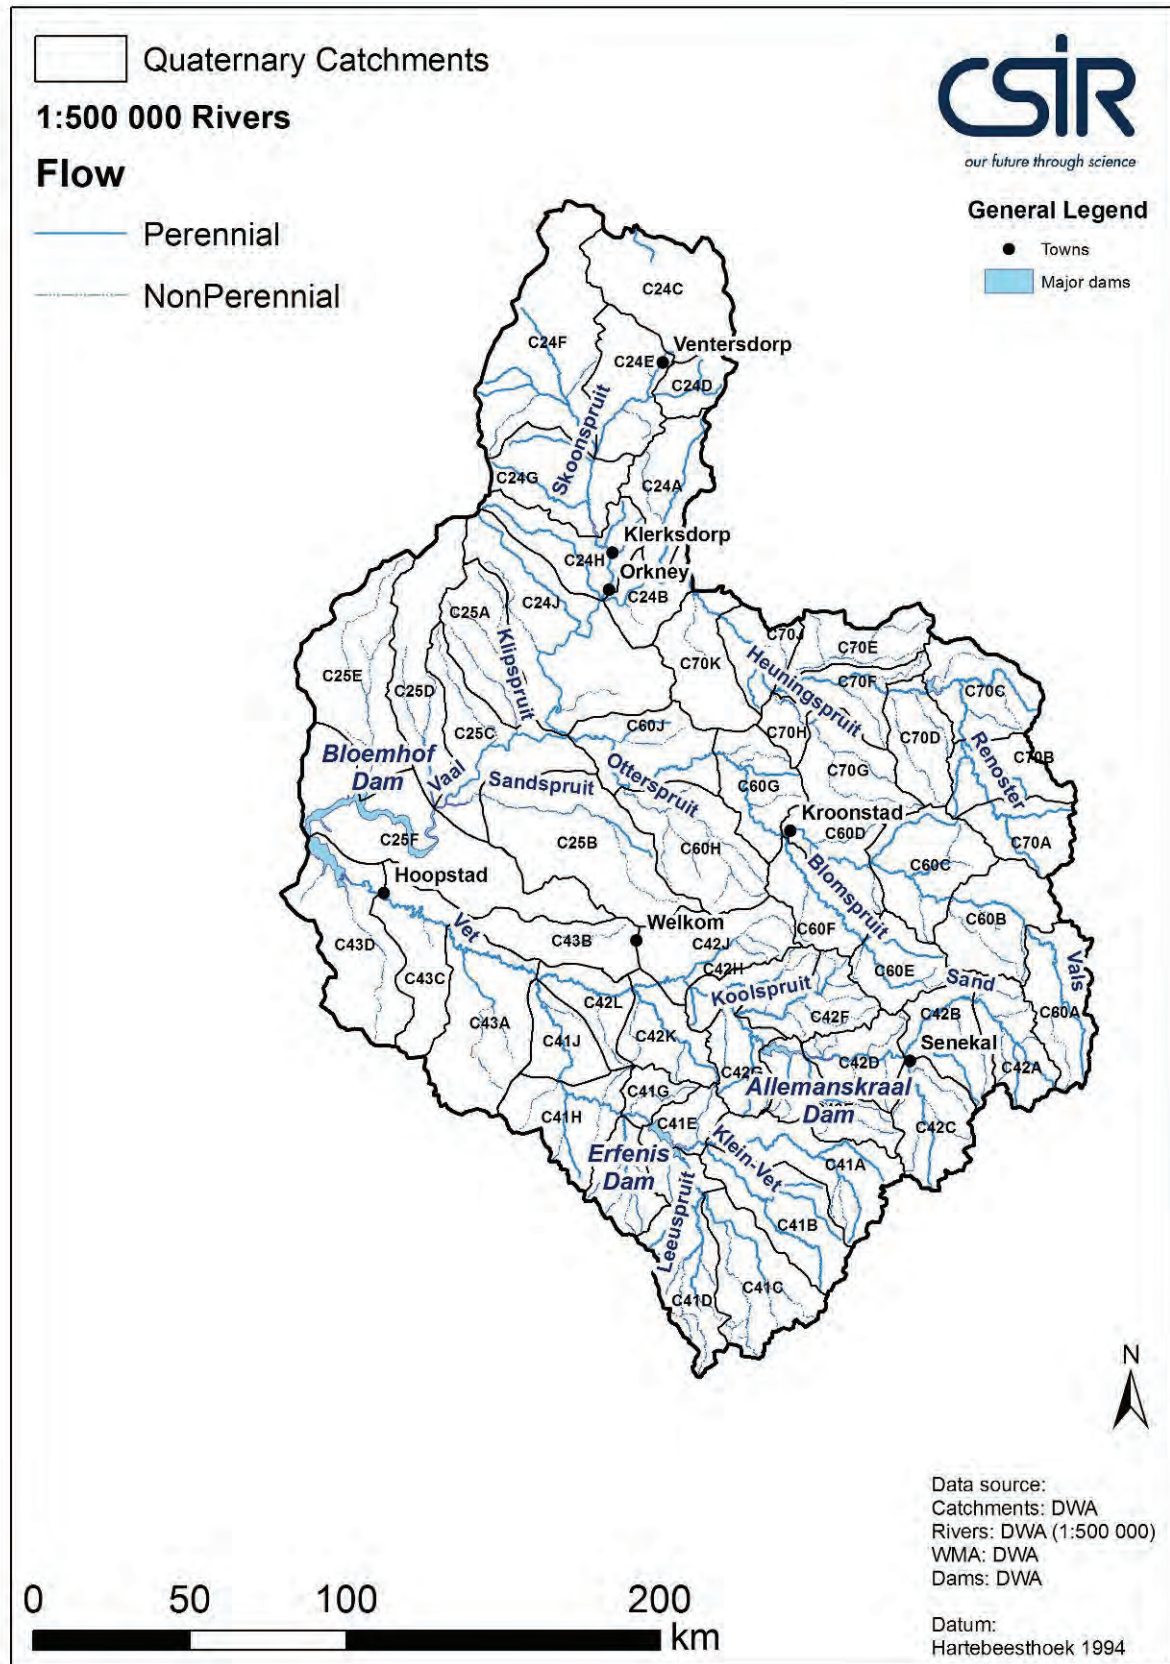 Quaternary Catchments
1:500 000 Rivers
Flow
Perennial
NonPerennial
CSIR
our future through science
General Legend
Towns
Major dams
C24C
C24F
Ventersdorp
C24E
C24D
Skoonspruit
C24G
C24A
Klerksdorp
C24H
Orkney
C24J
C24B
C25A
Klipspruit
C70J
C70E
C70K
Heuningspruit
C25E
C25D
C70F
C70C
C60J
C25C
C70H
C70D
Renoster
C70B
Bloemhof
Dam
Vaal
Sandspruit
Otterspruit
C70G
C60G
Kroonstad
C60D
C25F
C25B
C60H
C70A
C60C
Hoopstad
Blomspruit
Vet
Welkom
C60B
C43D
C43B
C42J
C60F
C43C
C42H
C60E
Sand
Vals
Koolspruit
C42L
C42F
C42B
C60A
C43A
C41J
C42K
Senekal
C42D
C42G
C42A
Allemanskraal
Dam
C41G
C41H
C41E
C42C
Klein-Vet
Erfenis
Dam
C41A
Leeuspruit
C41B
C41C
C41D
N
Data source:
Catchments: DWA
Rivers: DWA (1:500 000)
WMA: DWA
Dams: DWA
Datum:
Hartebeesthoek 1994
0 50 100 200
km